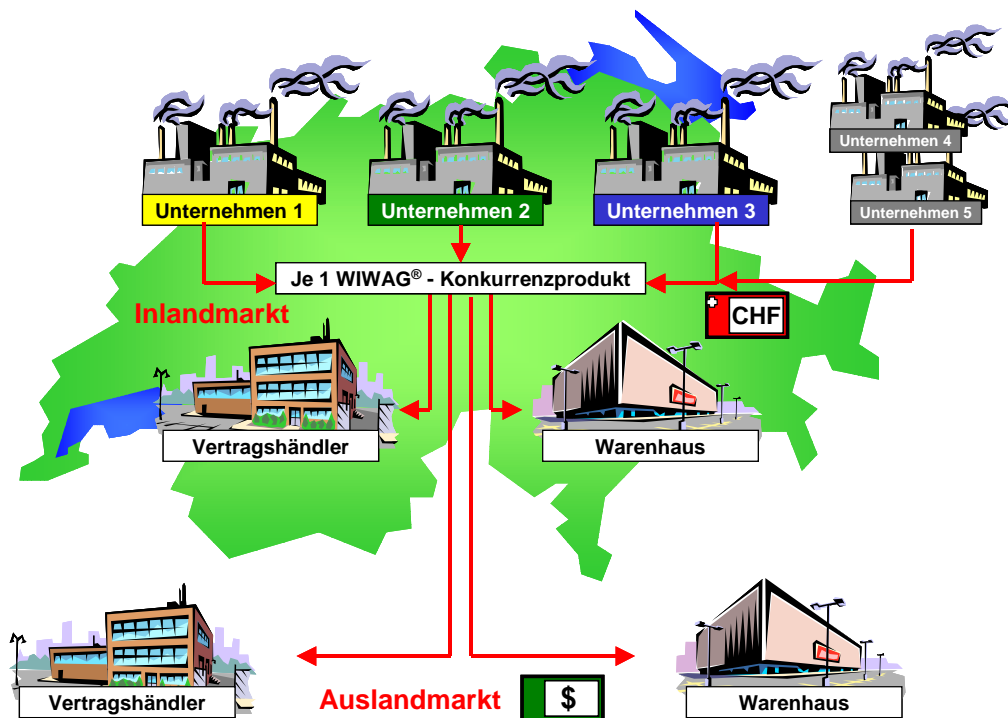 Unternehmen 4
Unternehmen 1
Unternehmen 2
Unternehmen 3
Unternehmen 5
Je 1 WIWAG® - Konkurrenzprodukt
Inlandmarkt
CHF
Vertragshändler
Warenhaus
Vertragshändler
Auslandmarkt
$
Warenhaus